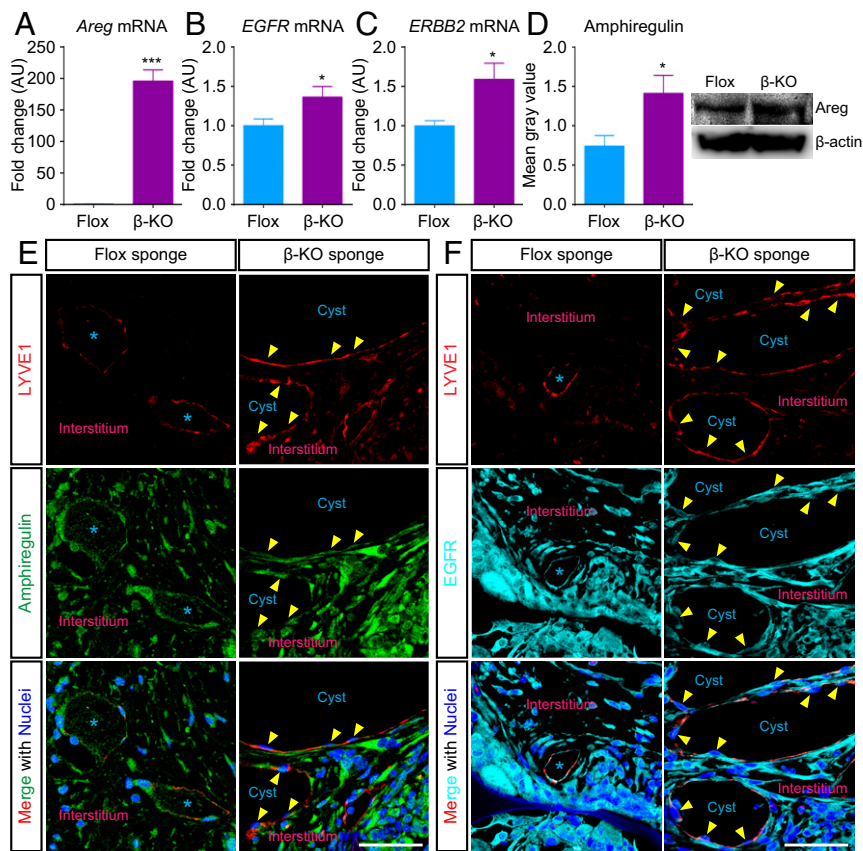 A
Areg mRNA
***
Fold change (AU)
250
200
150
100
50
0
Flox
β-KO
B
EGFR mRNA
*
Fold change (AU)
2.0
1.5
1.0
0.5
0.0
Flox
β-KO
C
ERBB2 mRNA
*
Fold change (AU)
2.0
1.5
1.0
0.5
0.0
Flox
β-KO
D
Amphiregulin
*
Mean gray value
2.0
1.5
1.0
0.5
0.0
Flox
β-KO
Flox
β-KO
Areg
β-actin
E
Flox sponge
β-KO sponge
LYVE1
*
*
Interstitium
Cyst
Cyst
Interstitium
Amphiregulin
*
*
Interstitium
Cyst
Cyst
Interstitium
Merge with Nuclei
*
*
Interstitium
Cyst
Cyst
Interstitium
F
Flox sponge
β-KO sponge
LYVE1
Interstitium
*
Cyst
Cyst
Interstitium
Cyst
EGFR
Interstitium
*
Cyst
Cyst
Interstitium
Cyst
Merge with Nuclei
Interstitium
*
Cyst
Cyst
Interstitium
Cyst